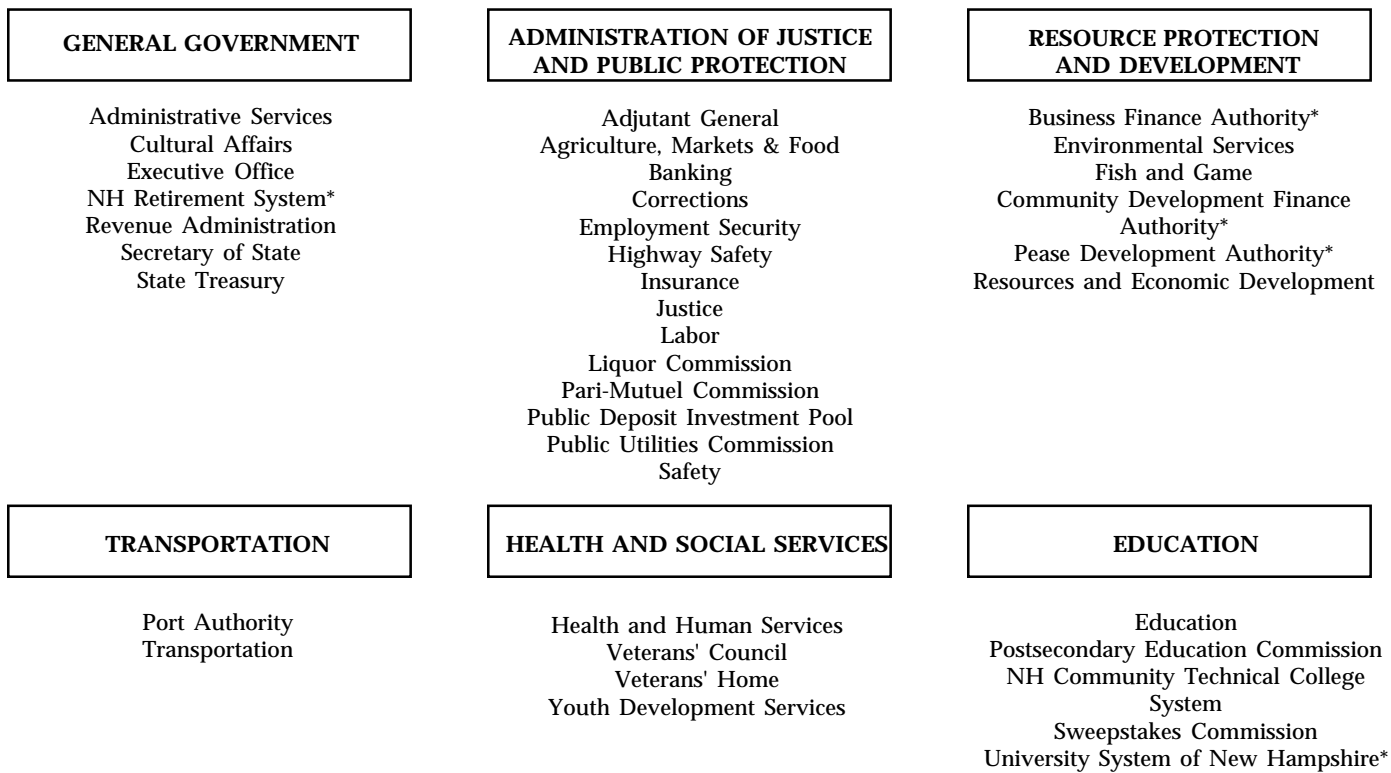 GENERAL GOVERNMENT
Administrative Services
Cultural Affairs
Executive Office
NH Retirement System*
Revenue Administration
Secretary of State
State Treasury
ADMINISTRATION OF JUSTICE
AND PUBLIC PROTECTION
Adjutant General
Agriculture, Markets & Food
Banking
Corrections
Employment Security
Highway Safety
Insurance
Justice
Labor
Liquor Commission
Pari-Mutuel Commission
Public Deposit Investment Pool
Public Utilities Commission
Safety
RESOURCE PROTECTION
AND DEVELOPMENT
Business Finance Authority*
Environmental Services
Fish and Game
Community Development Finance
Authority*
Pease Development Authority*
Resources and Economic Development
TRANSPORTATION
Port Authority
Transportation
HEALTH AND SOCIAL SERVICES
Health and Human Services
Veterans' Council
Veterans' Home
Youth Development Services
EDUCATION
Education
Postsecondary Education Commission
NH Community Technical College
System
Sweepstakes Commission
University System of New Hampshire*